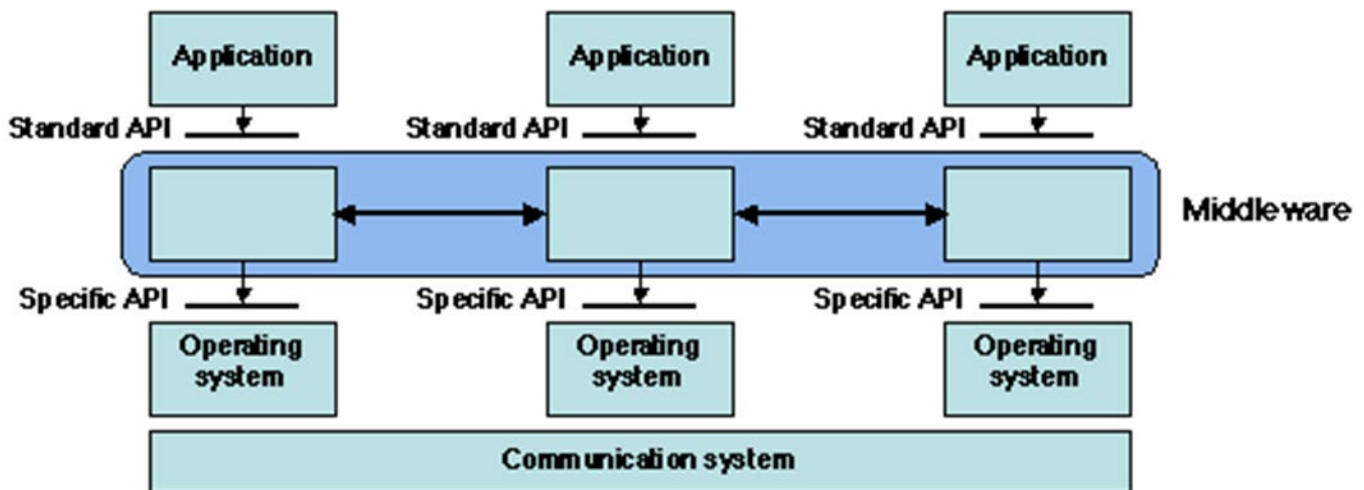 Application Application Application
Standard API Standard API Standard API
Middleware
Specific API Specific API Specific API
Operating system Operating system Operating system
Communication system